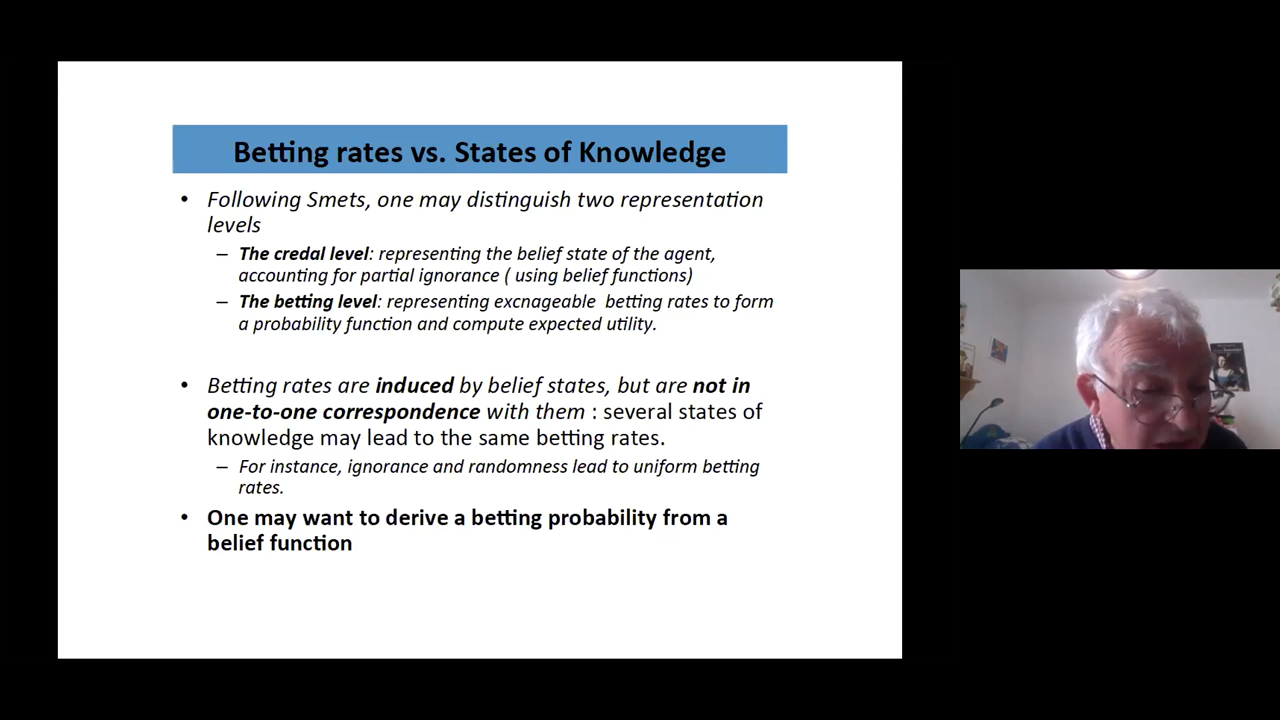 Betting rates vs. States of Knowledge
• Following Smets, one may distinguish two representation
levels
– The credal level: representing the belief state of the agent,
accounting for partial ignorance ( using belief functions)
– The betting level: representing excnageable betting rates to form
a probability function and compute expected utility.
• Betting rates are induced by belief states, but are not in
one-to-one correspondence with them : several states of
knowledge may lead to the same betting rates.
– For instance, ignorance and randomness lead to uniform betting
rates.
• One may want to derive a betting probability from a
belief function